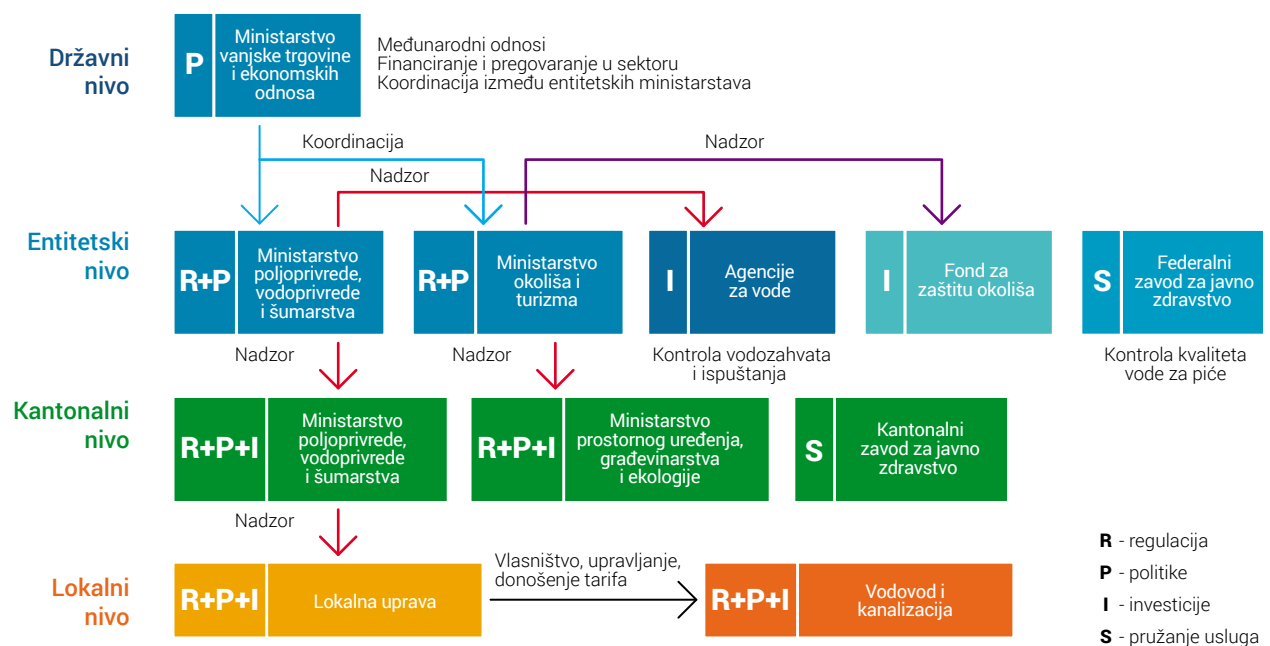 Državni
nivo
P
Ministarstvo
vanjske trgovine
i ekonomskih
odnosa
Međunarodni odnosi
Financiranje i pregovaranje u sektoru
Koordinacija između entitetskih ministarstava
Koordinacija
Nadzor
Nadzor
Entitetski
nivo
R+P
Ministarstvo
poljoprivrede,
vodoprivrede
i šumarstva
R+P
Ministarstvo
okoliša i
turizma
I
Agencije
za vode
I
Fond za
zaštitu okoliša
S
Federalni
zavod za javno
zdravstvo
Nadzor
Nadzor
Kontrola vodozahvata
i ispuštanja
Kontrola kvaliteta
vode za piće
Kantonalni
nivo
R+P+I
Ministarstvo
poljoprivrede,
vodoprivrede
i šumarstva
R+P+I
Ministarstvo
prostornog uređenja,
građevinarstva
i ekologije
S
Kantonalni
zavod za javno
zdravstvo
Nadzor
Lokalni
nivo
R+P+I
Lokalna uprava
Vlasništvo, upravljanje,
donošenje tarifa
R+P+I
Vodovod i
kanalizacija
R - regulacija
P - politike
I - investicije
S - pružanje usluga